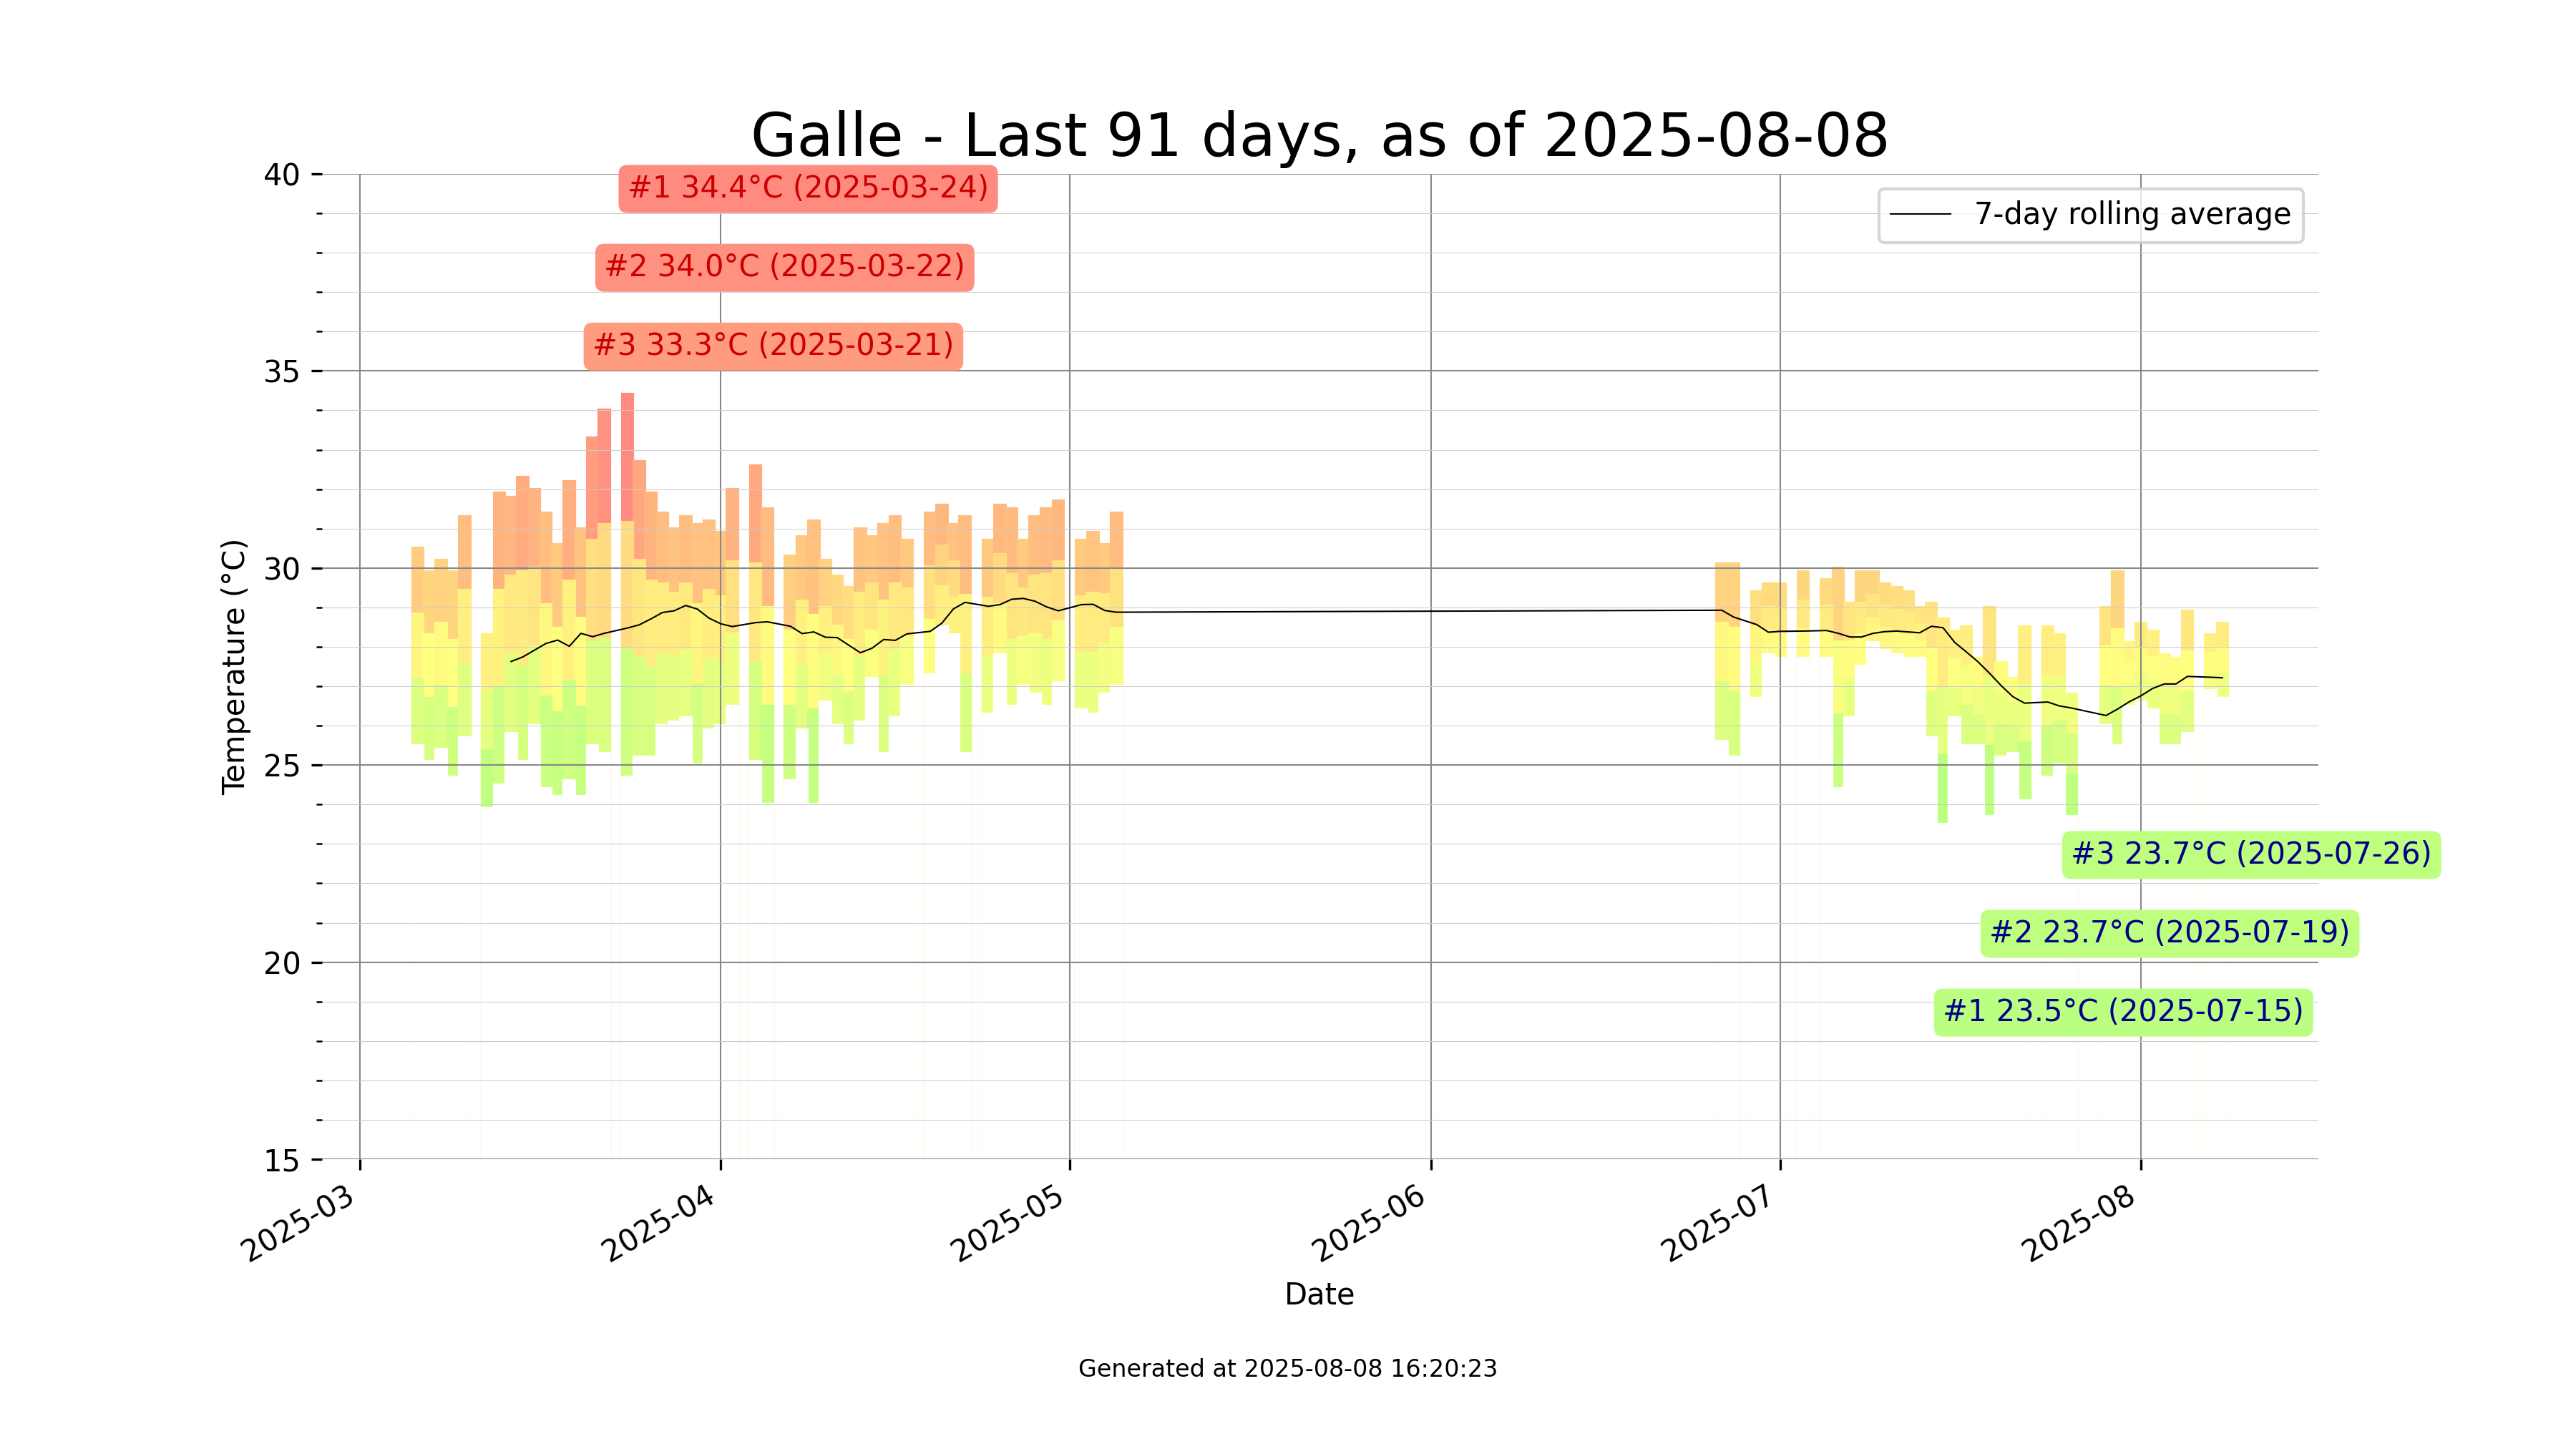 Galle - Last 91 days, as of 2025-08-08
#1 34.4°C (2025-03-24)
#2 34.0°C (2025-03-22)
#3 33.3°C (2025-03-21)
7-day rolling average
40
35
30
25
20
15
Temperature (°C)
#3 23.7°C (2025-07-26)
#2 23.7°C (2025-07-19)
#1 23.5°C (2025-07-15)
2025-03
2025-04
2025-05
2025-06
2025-07
2025-08
Date
Generated at 2025-08-08 16:20:23